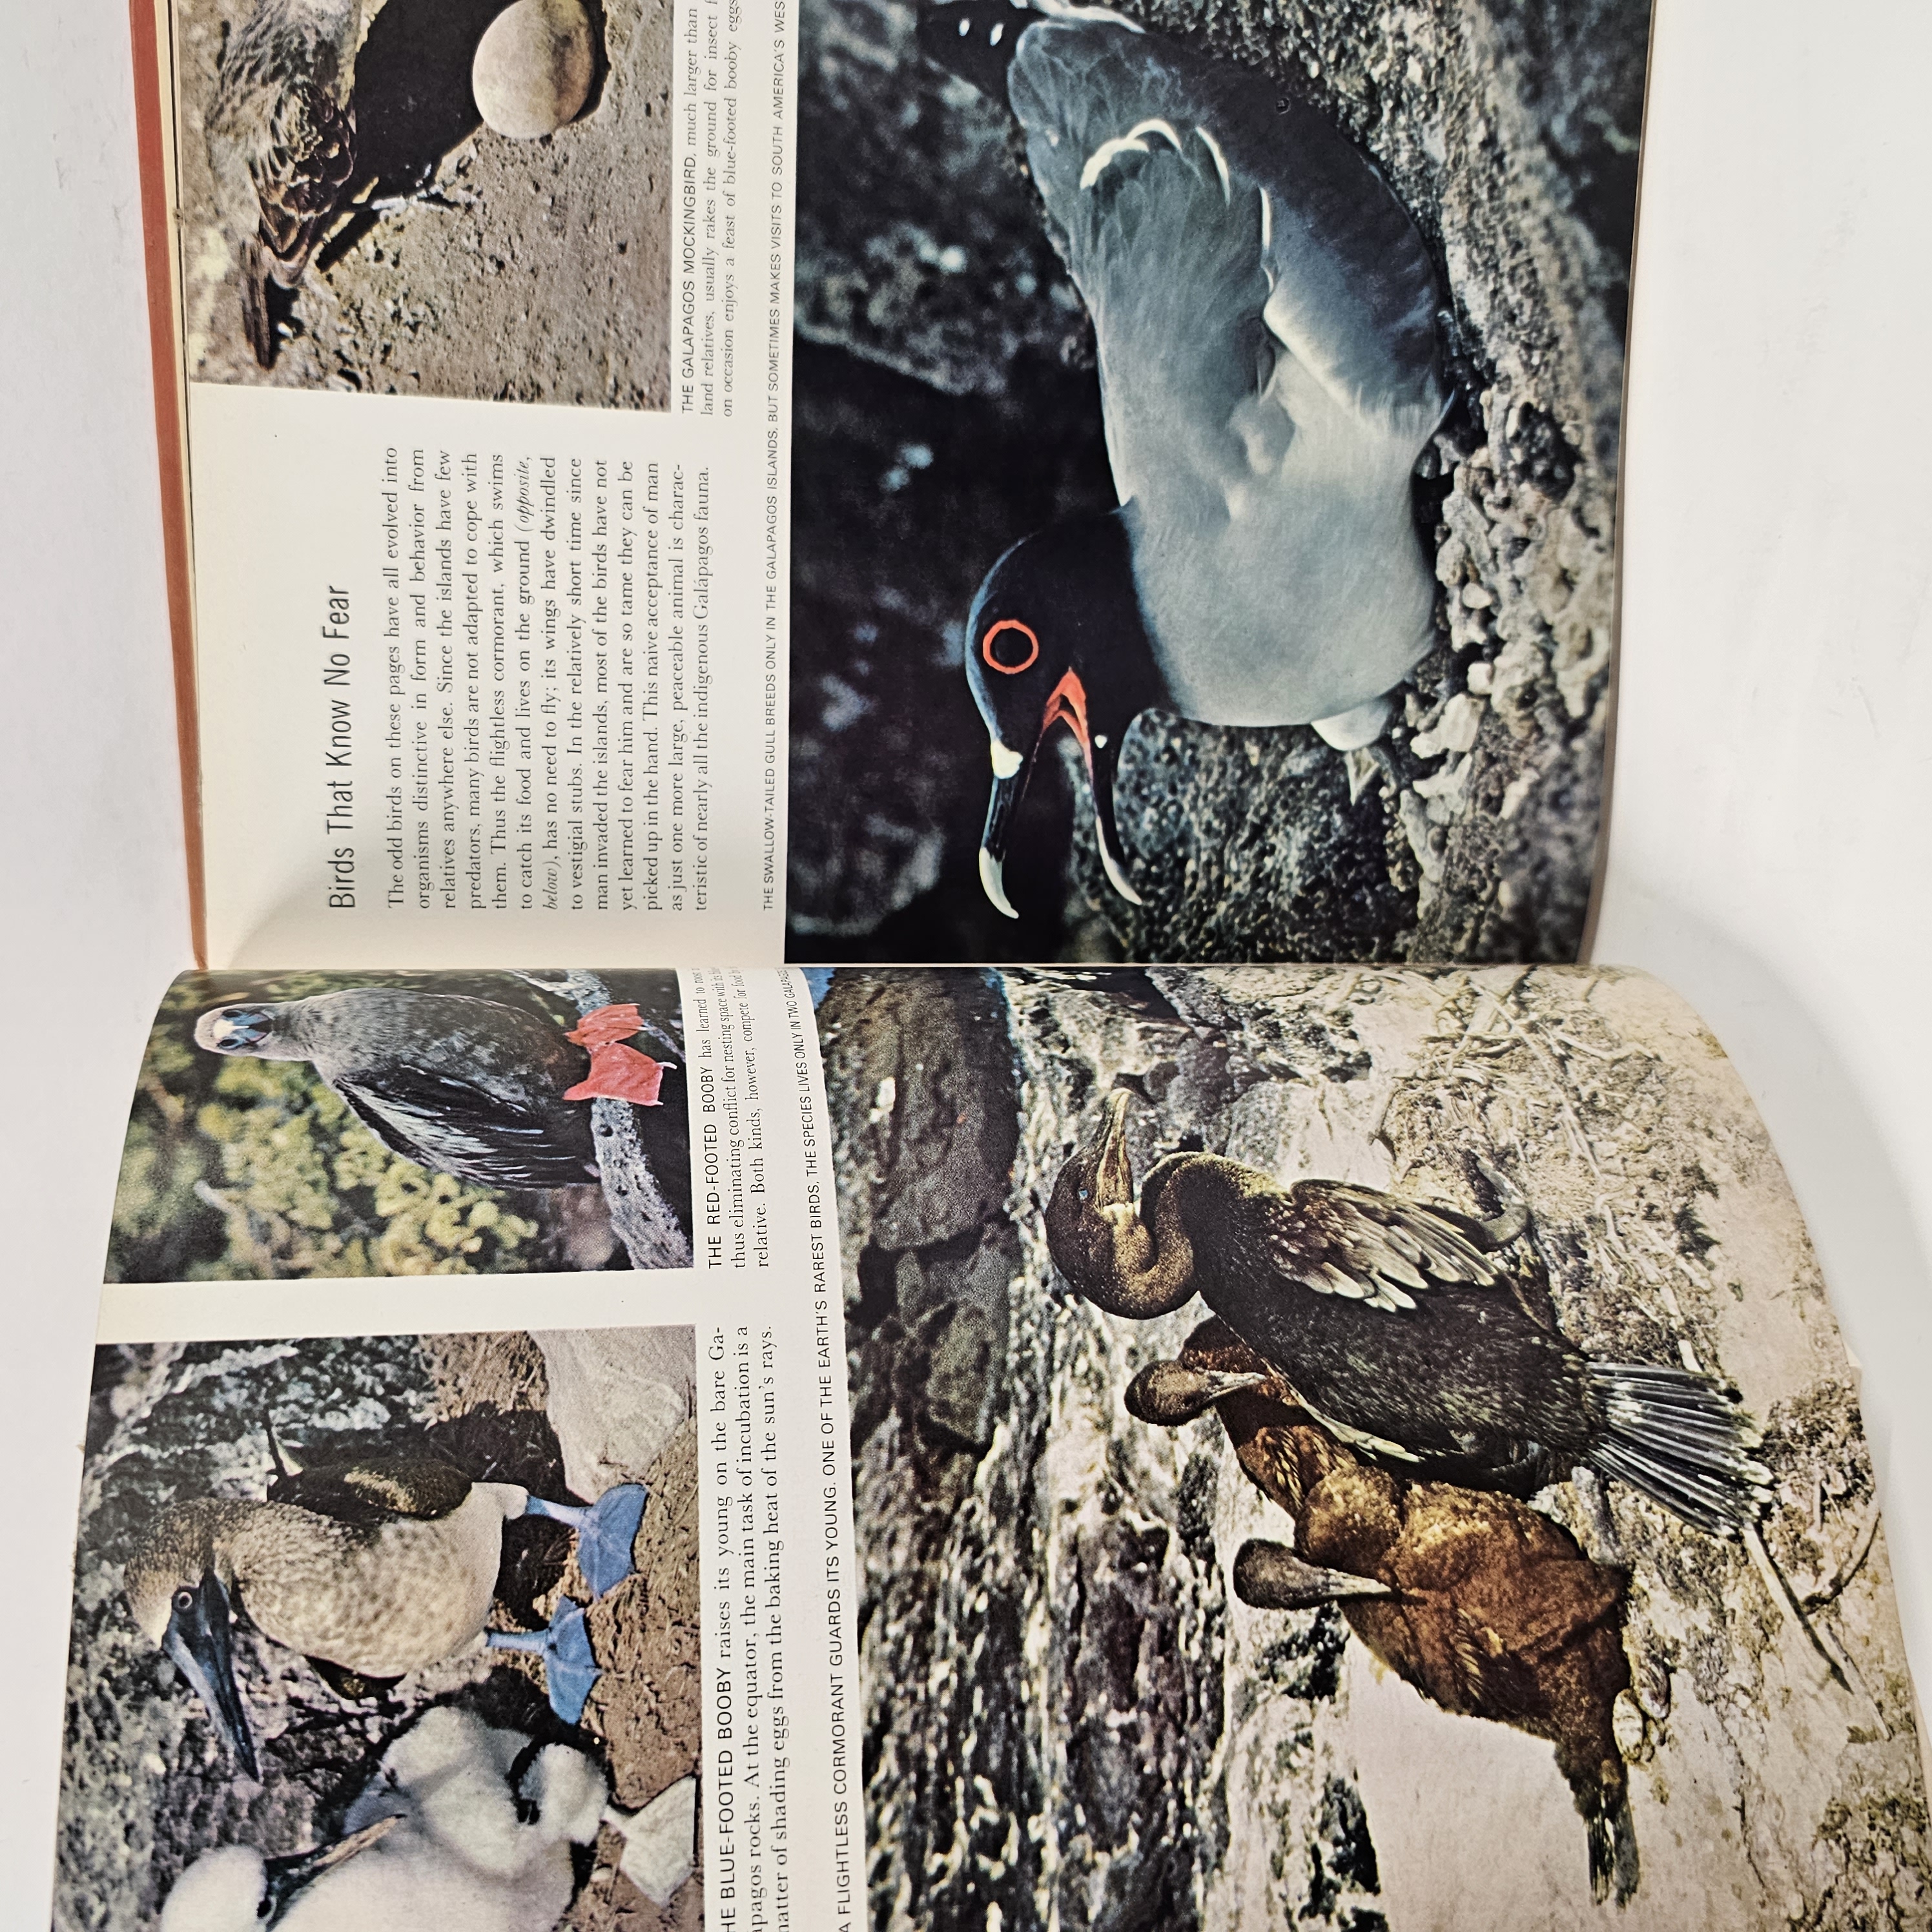 HE BLUE-FOOTED BOOBY raises its young on the bare Ga-
ápagos rocks. At the equator, the main task of incubation is a
natter of shading eggs from the baking heat of the sun's rays.
THE RED-FOOTED BOOBY has learned to roost
thus eliminating conflict for nesting space with its
relative. Both kinds, however, compete for food
A FLIGHTLESS CORMORANT GUARDS ITS YOUNG. ONE OF THE EARTH'S RAREST BIRDS, THE SPECIES LIVES ONLY IN TWO GALAPAGOS
Birds That Know No Fear
The odd birds on these pages have all evolved into
organisms distinctive in form and behavior from
relatives anywhere else. Since the islands have few
predators, many birds are not adapted to cope with
them. Thus the flightless cormorant, which swims
to catch its food and lives on the ground (opposite,
below), has no need to fly; its wings have dwindled
to vestigial stubs. In the relatively short time since
man invaded the islands, most of the birds have not
yet learned to fear him and are so tame they can be
picked up in the hand. This naive acceptance of man
as just one more large, peaceable animal is charac-
teristic of nearly all the indigenous Galápagos fauna.
THE GALAPAGOS MOCKINGBIRD, much larger than
land relatives, usually rakes the ground for insect f
on occasion enjoys a feast of blue-footed booby eggs
THE SWALLOW-TAILED GULL BREEDS ONLY IN THE GALAPAGOS ISLANDS, BUT SOMETIMES MAKES VISITS TO SOUTH AMERICA'S WES